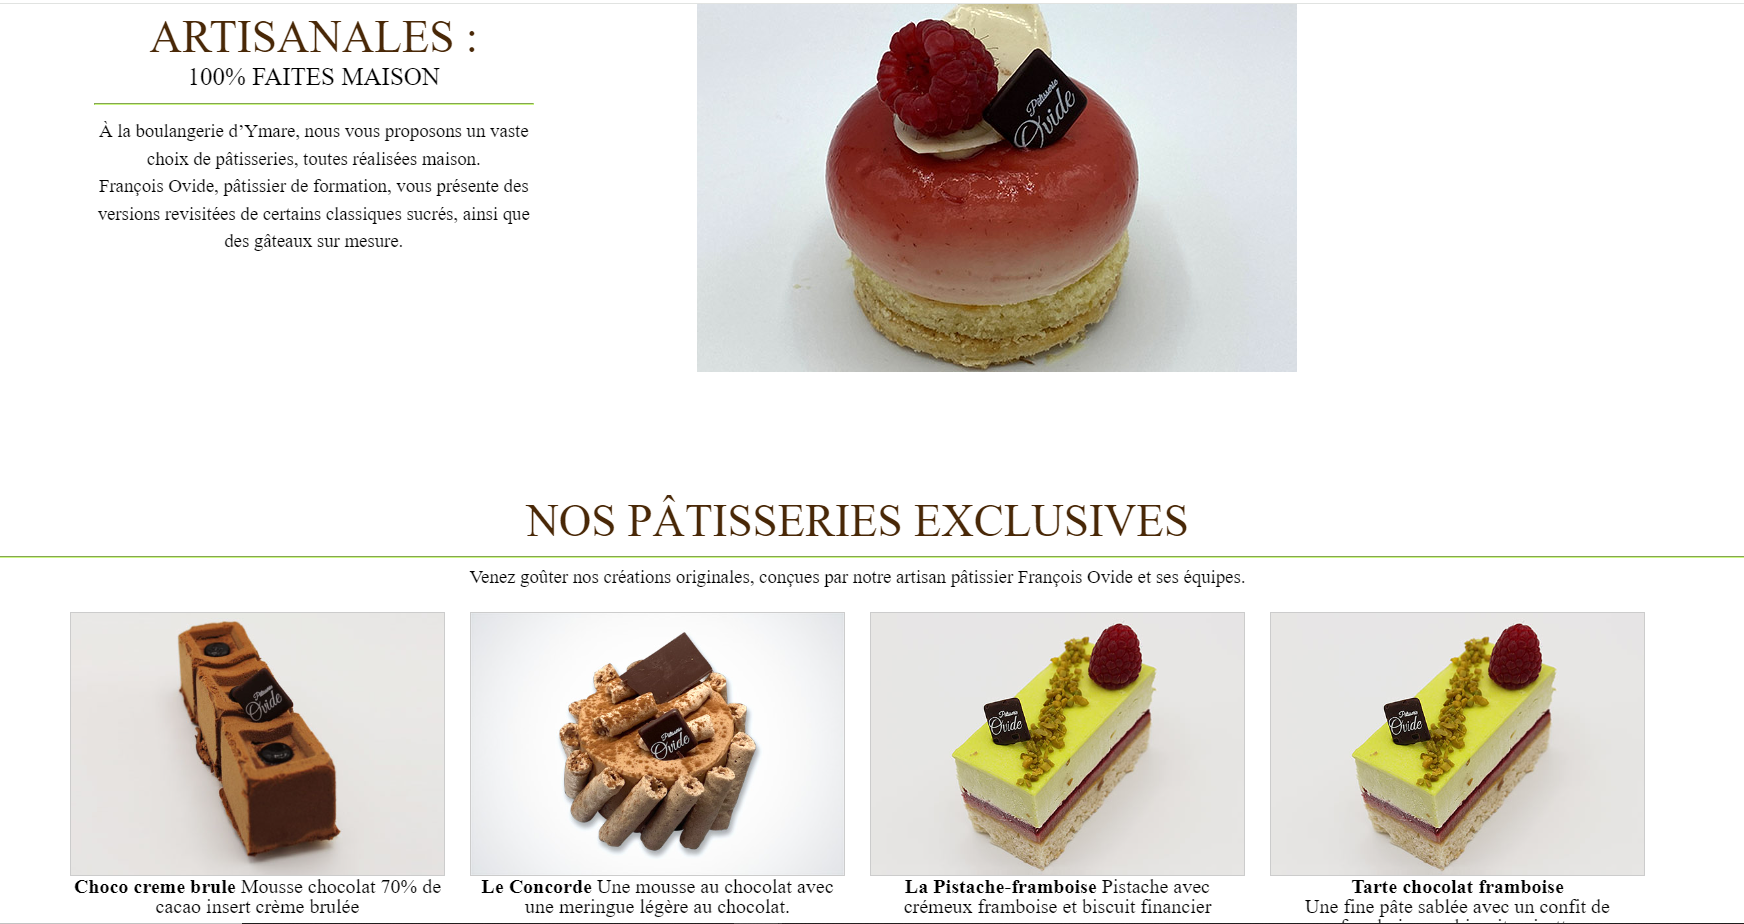 ARTISANALES :
100% FAITES MAISON
À la boulangerie d’Ymare, nous vous proposons un vaste
choix de pâtisseries, toutes réalisées maison.
François Ovide, pâtissier de formation, vous présente des
versions revisitées de certains classiques sucrés, ainsi que
des gâteaux sur mesure.
Pâtisserie
Ovide
NOS PÂTISSERIES EXCLUSIVES
Venez goûter nos créations originales, conçues par notre artisan pâtissier François Ovide et ses équipes.
Pâtisserie
Ovide
Pâtisserie
Ovide
Pâtisserie
Ovide
Pâtisserie
Ovide
Choco creme brule Mousse chocolat 70% de
cacao insert crème brulée
Le Concorde Une mousse au chocolat avec
une meringue légère au chocolat.
La Pistache-framboise Pistache avec
crémeux framboise et biscuit financier
Tarte chocolat framboise
Une fine pâte sablée avec un confit de